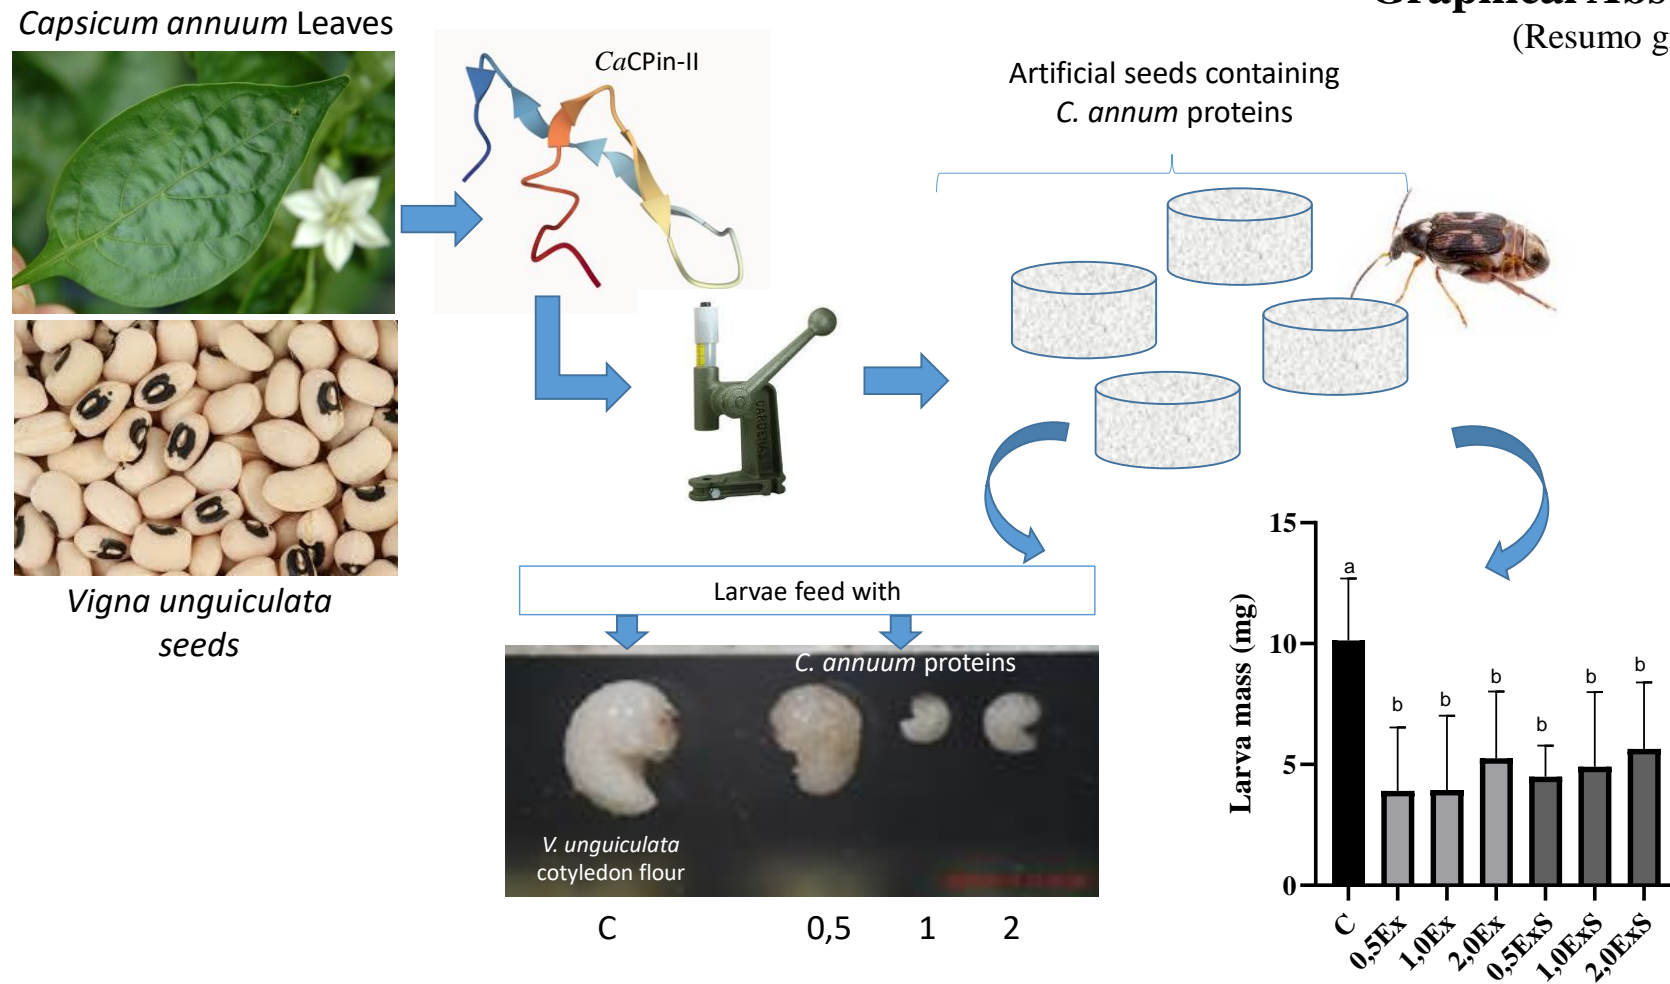 Capsicum annuum Leaves
CaCPin-II
(Resumo g
Artificial seeds containing
C. annum proteins
CARDENAS
Vigna unguiculata
seeds
Larvae feed with
C. annuum proteins
V. unguiculata
cotyledon flour
C
0,5
1
2
Larva mass (mg)
15
10
5
0
a
b
b
b
b
b
b
C
0,5Ex
1,0Ex
2,0Ex
0,5ExS
1,0ExS
2,0ExS